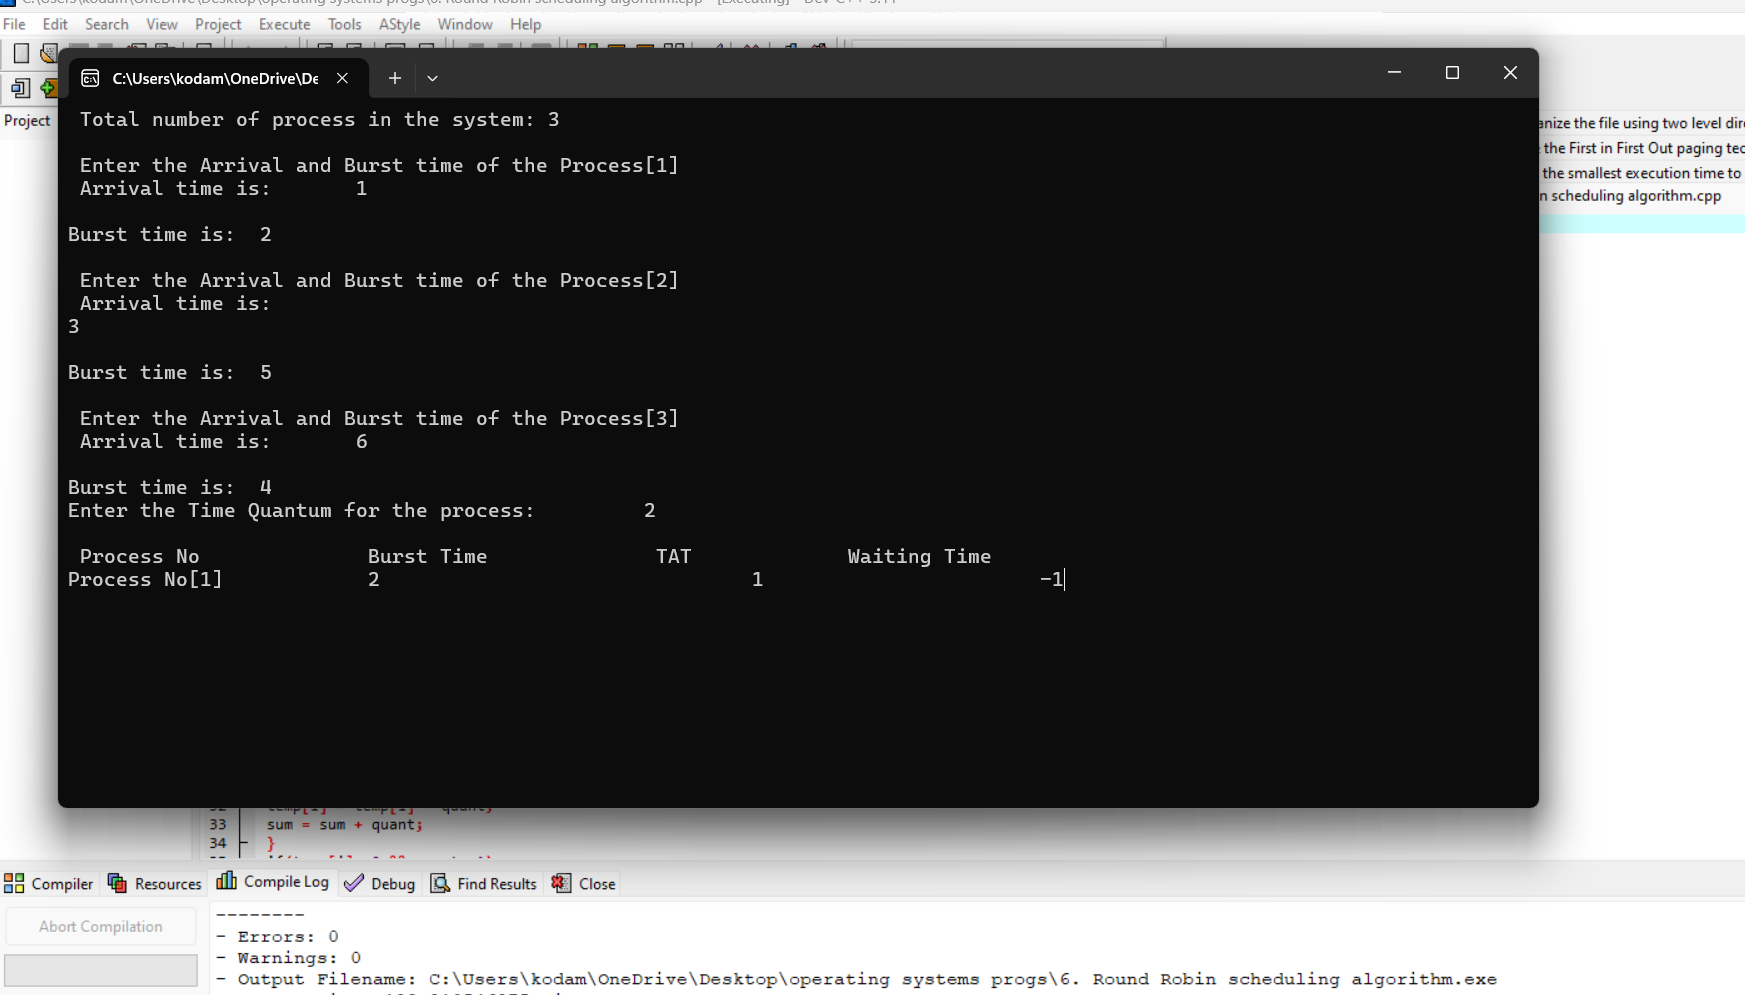 File Edit Search View Project Execute Tools AStyle Window Help
C:\Users\kodam\OneDrive\De
Project
Total number of process in the system: 3
Enter the Arrival and Burst time of the Process[1]
Arrival time is: 1
Burst time is: 2
Enter the Arrival and Burst time of the Process[2]
Arrival time is:
3
Burst time is: 5
Enter the Arrival and Burst time of the Process[3]
Arrival time is: 6
Burst time is: 4
Enter the Time Quantum for the process: 2
Process No Burst Time TAT Waiting Time
Process No[1] 2 1 -1
anize the file using two level dire
the First in First Out paging tec
the smallest execution time to
n scheduling algorithm.cpp
33 sum = sum + quant;
34 }
Compiler Resources Compile Log Debug Find Results Close
Abort Compilation
--------
- Errors: 0
- Warnings: 0
- Output Filename: C:\Users\kodam\OneDrive\Desktop\operating systems progs\6. Round Robin scheduling algorithm.exe